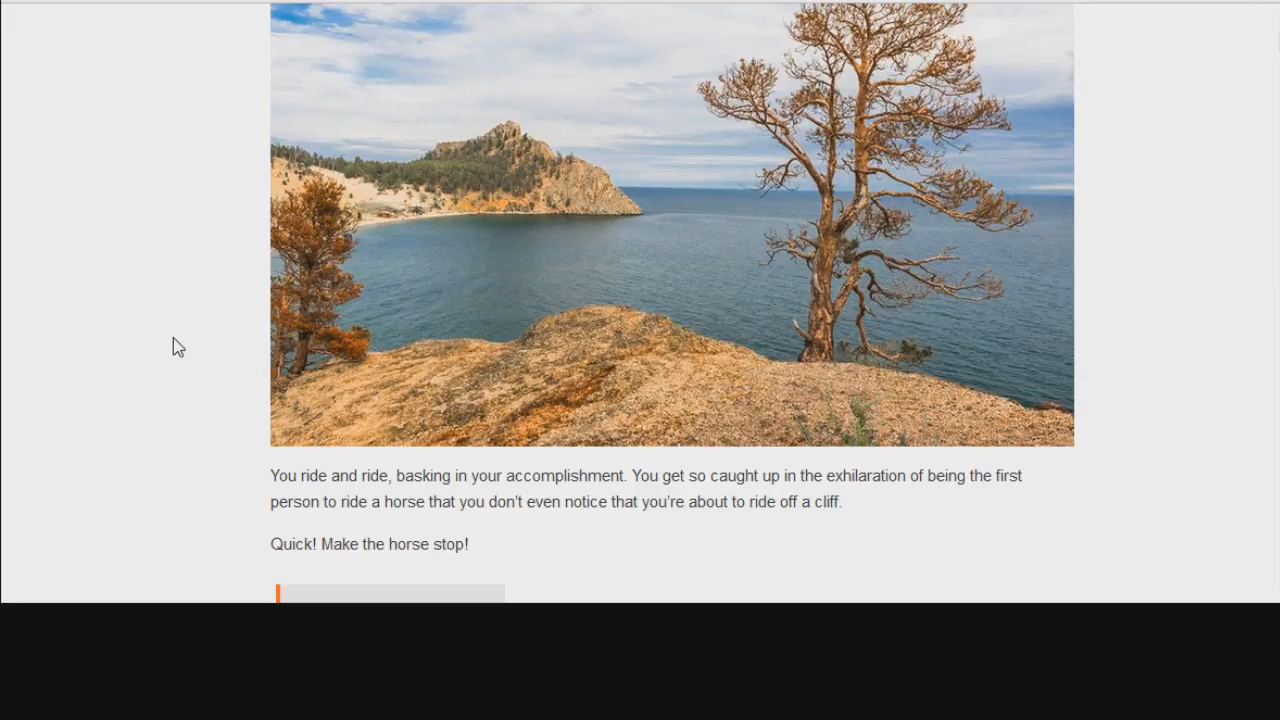 You ride and ride, basking in your accomplishment. You get so caught up in the exhilaration of being the first
person to ride a horse that you don’t even notice that you’re about to ride off a cliff.
Quick! Make the horse stop!